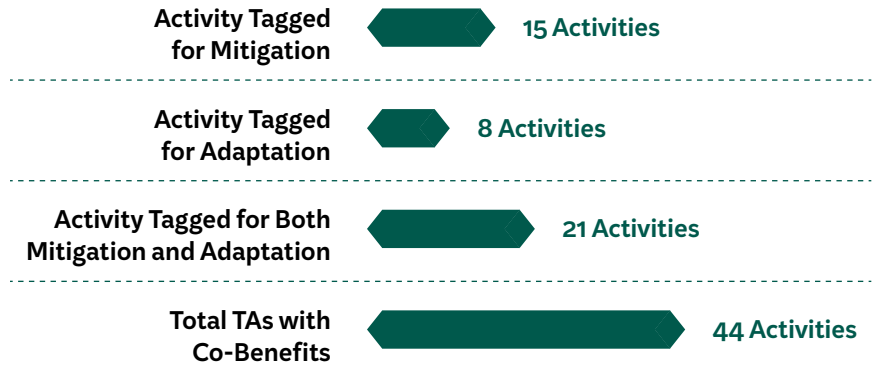 Activity Tagged
for Mitigation
15 Activities
Activity Tagged
for Adaptation
8 Activities
Activity Tagged for Both
Mitigation and Adaptation
21 Activities
Total TAs with
Co-Benefits
44 Activities